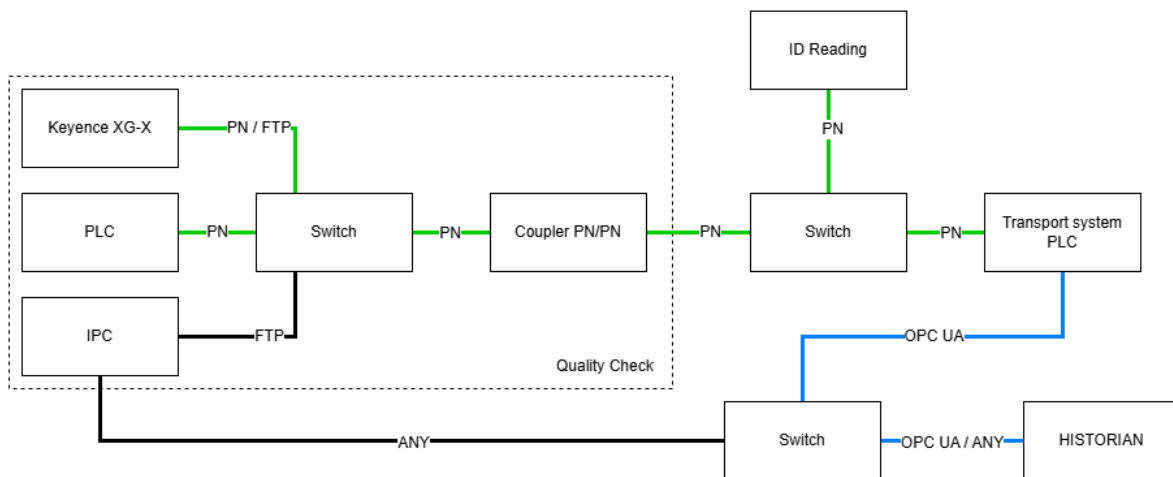 ID Reading
Keyence XG-X
PN / FTP
PN
PLC
PN
Switch
PN
Coupler PN/PN
PN
Switch
PN
Transport system
PLC
IPC
FTP
OPC UA
Quality Check
ANY
Switch
OPC UA / ANY
HISTORIAN